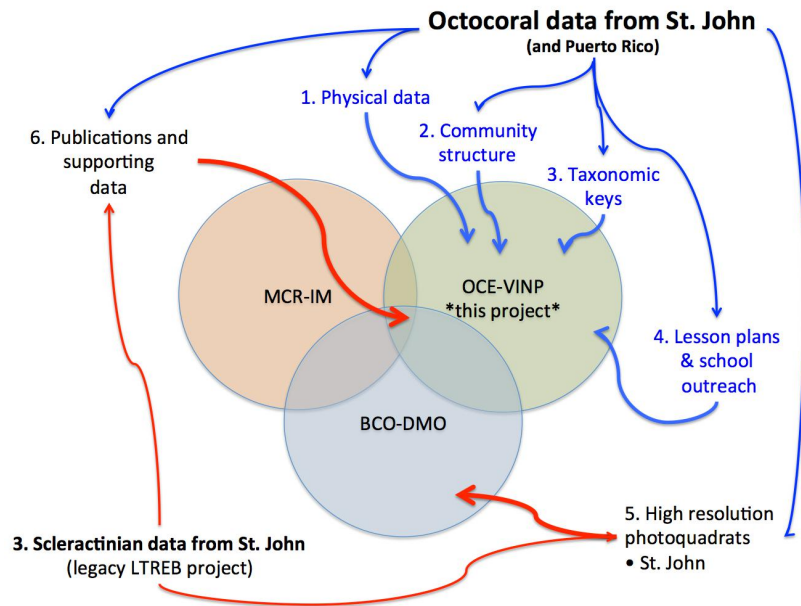 Octocoral data from St. John
(and Puerto Rico)
1. Physical data
2. Community
structure
3. Taxonomic
keys
6. Publications and
supporting
data
MCR-IM
OCE-VINP
*this project*
4. Lesson plans
& school
outreach
BCO-DMO
3. Scleractinian data from St. John
(legacy LTREB project)
5. High resolution
photoquadrats
• St. John